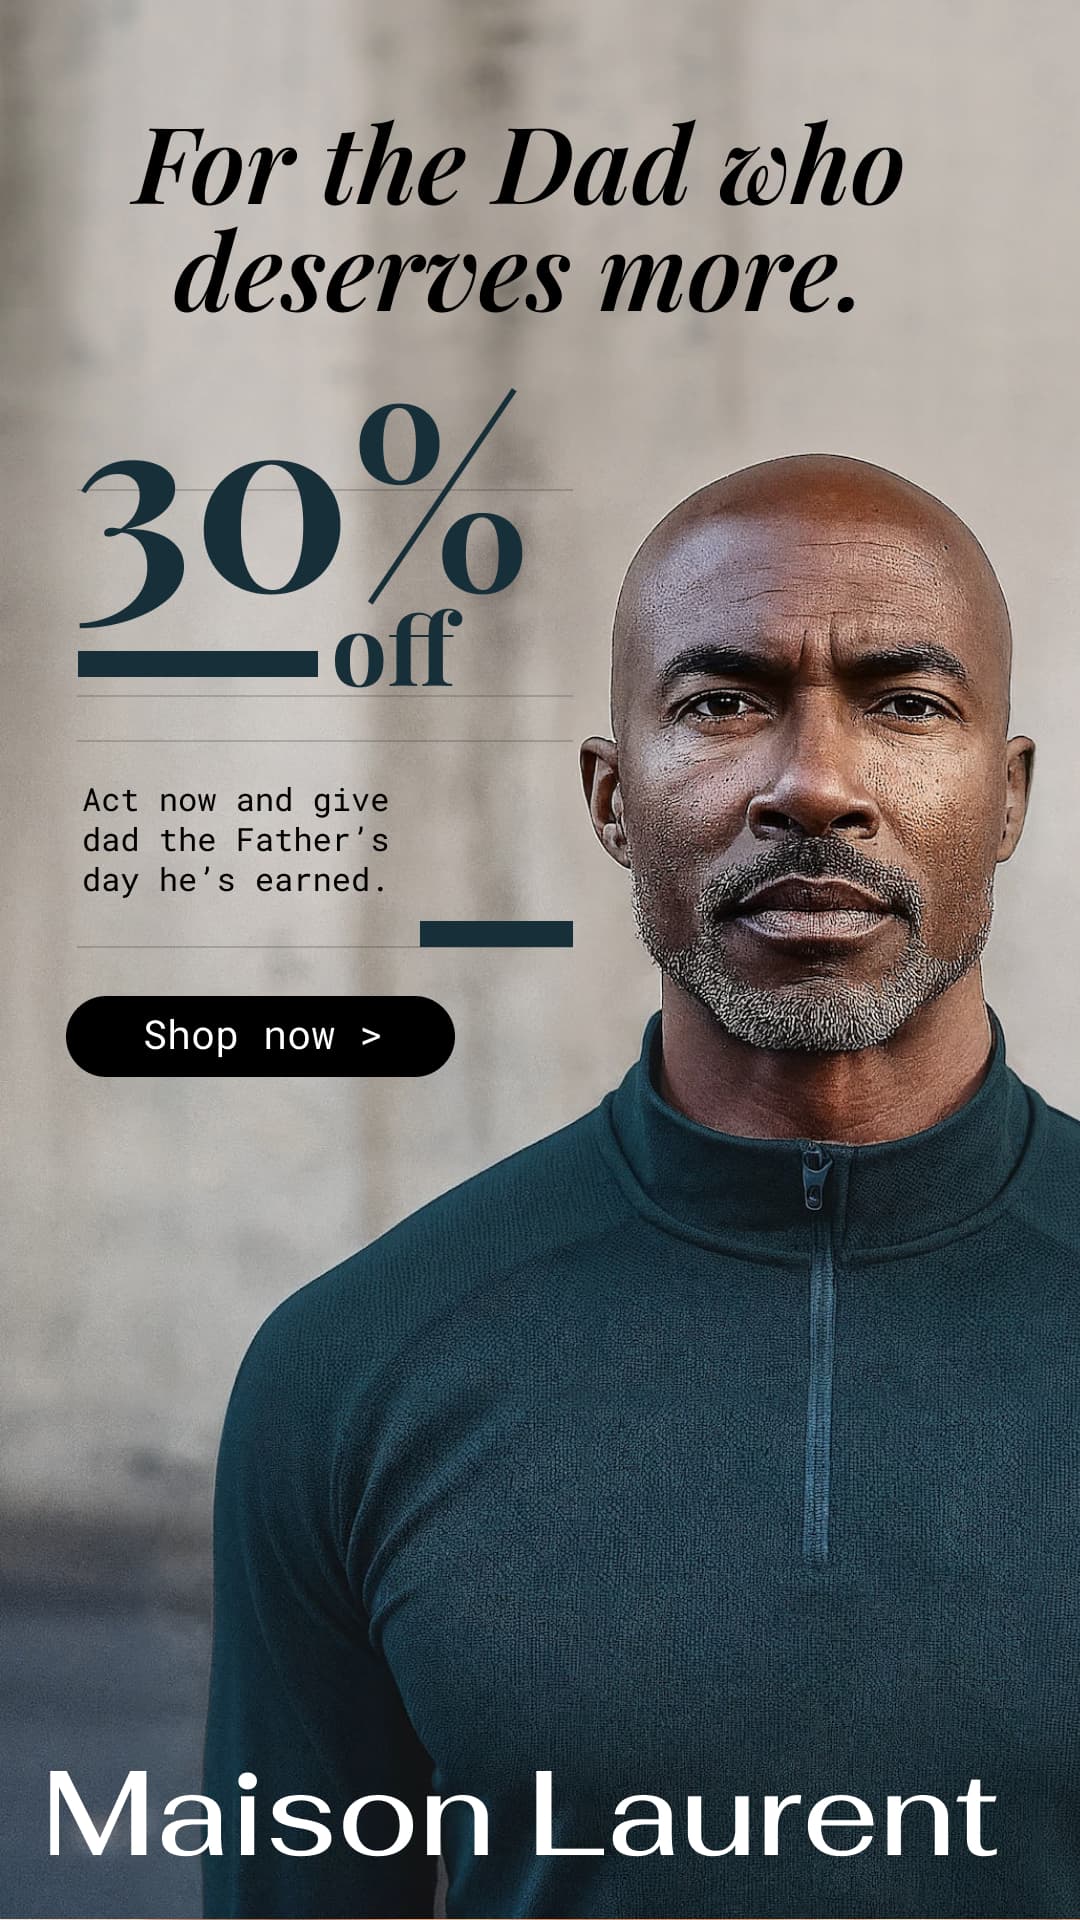 For the Dad who
deserves more.
30%
off
Act now and give
dad the Father’s
day he’s earned.
Shop now >
Maison Laurent